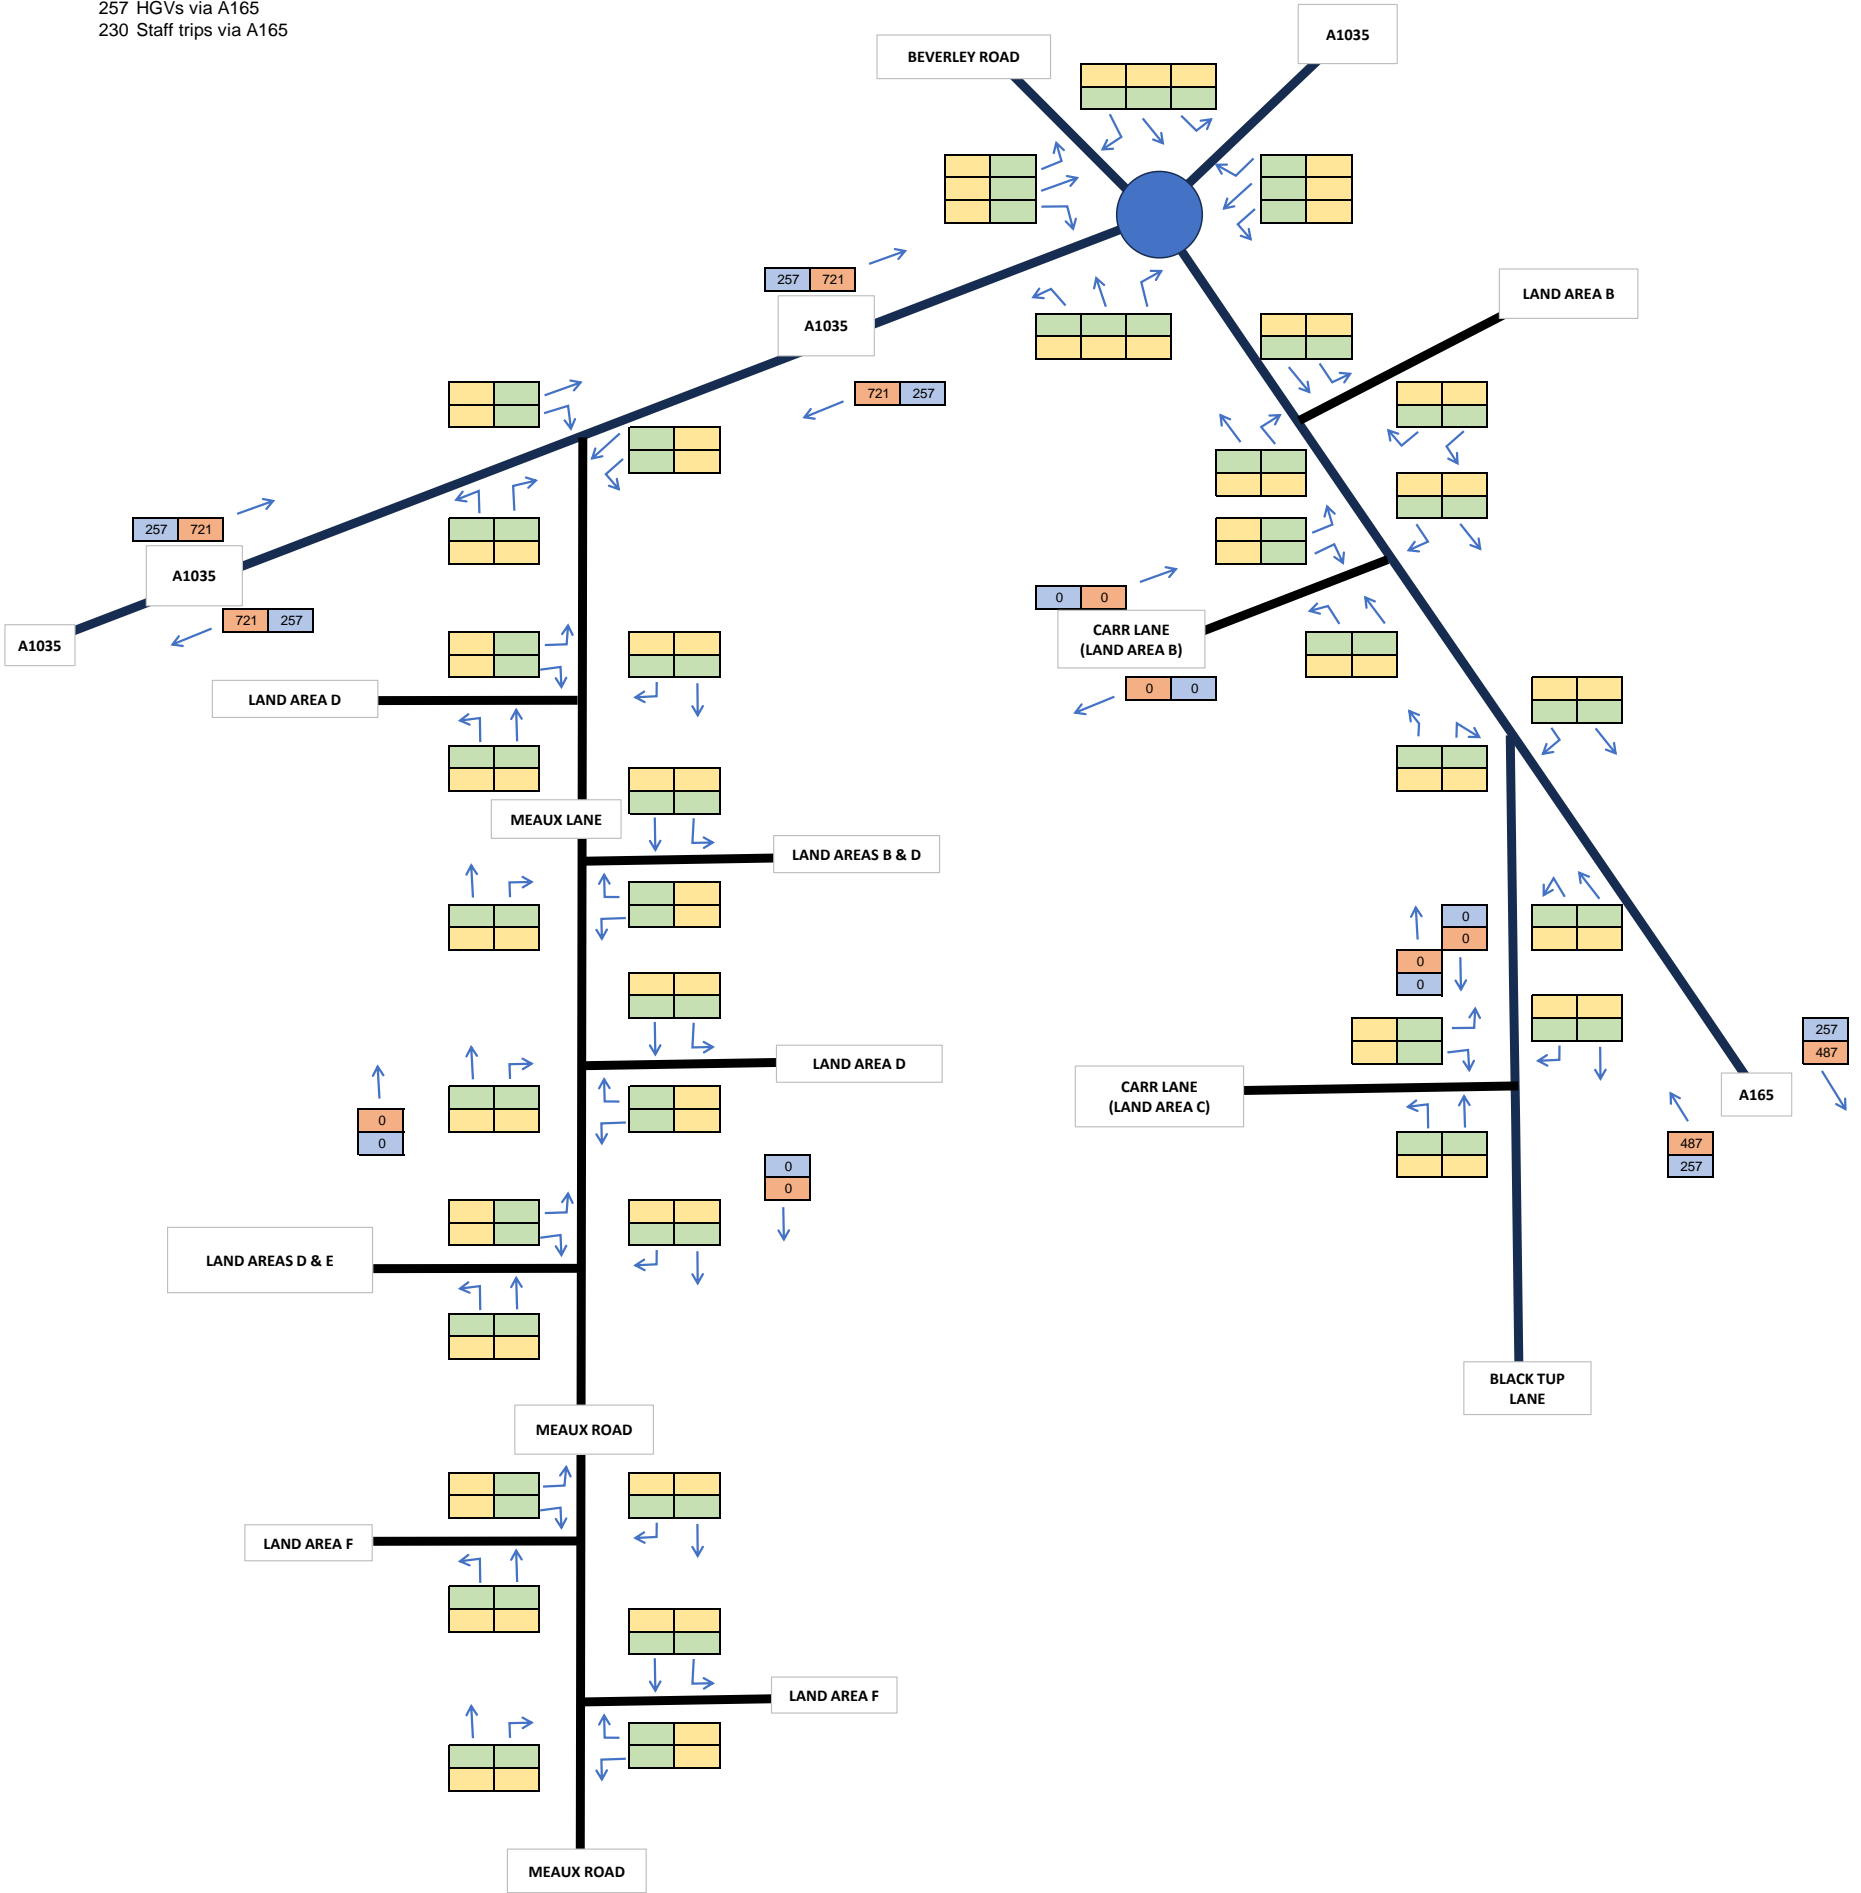 257 HGVs via A165
230 Staff trips via A165
A1035
BEVERLEY ROAD
257 721
A1035
LAND AREA B
721 257
257 721
A1035
721 257
A1035
0 0
CARR LANE
(LAND AREA B)
0 0
LAND AREA D
MEAUX LANE
LAND AREAS B & D
0
0
0
0
257
487
A165
487
257
LAND AREA D
CARR LANE
(LAND AREA C)
0
0
0
0
LAND AREAS D & E
BLACK TUP
LANE
MEAUX ROAD
LAND AREA F
LAND AREA F
MEAUX ROAD